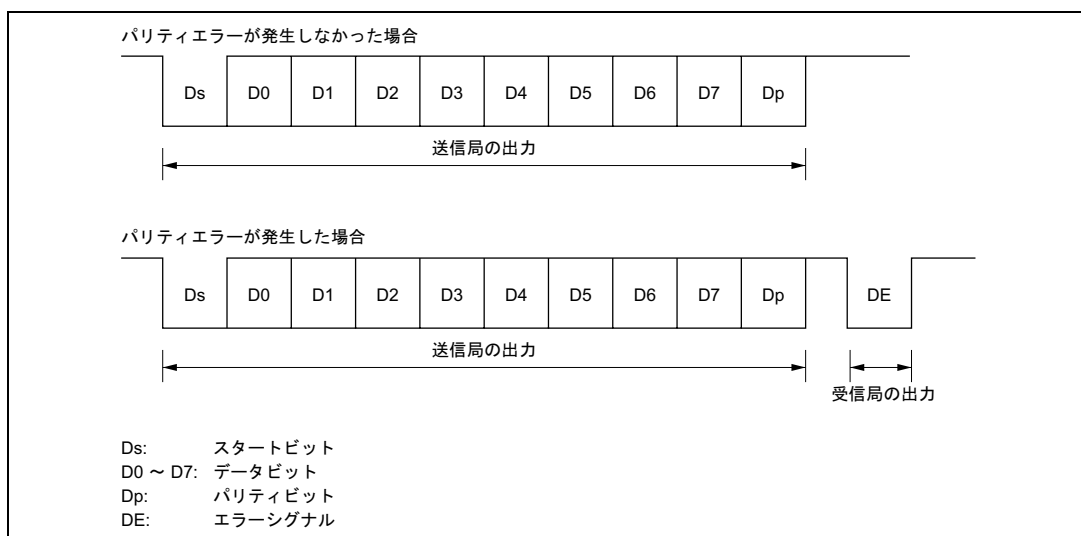 パリティエラーが発生しなかった場合
Ds D0 D1 D2 D3 D4 D5 D6 D7 Dp
送信局の出力
パリティエラーが発生した場合
Ds D0 D1 D2 D3 D4 D5 D6 D7 Dp DE
送信局の出力
受信局の出力
Ds: スタートビット
D0 ～ D7: データビット
Dp: パリティビット
DE: エラーシグナル